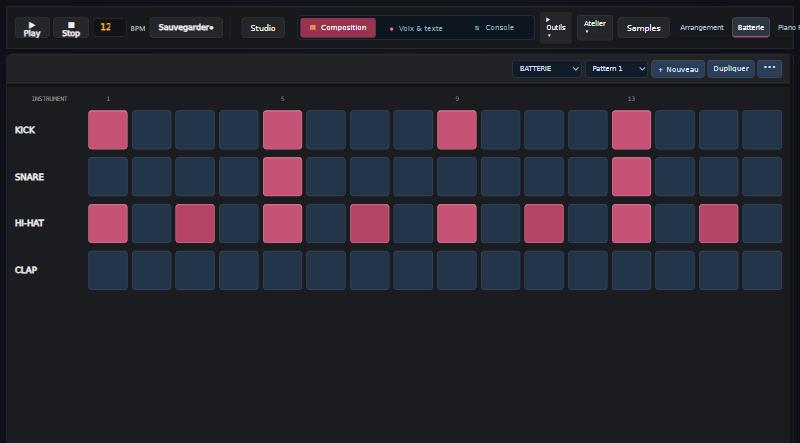 ▶ Play
■ Stop
12 BPM
Sauvegarder•
Studio
Composition
Voix & texte
Console
▸ Outils ▾
Atelier ▾
Samples
Arrangement
Batterie
Piano
BATTERIE
Pattern 1
+ Nouveau
Dupliquer
•••
INSTRUMENT 1 5 9 13
KICK
SNARE
HI-HAT
CLAP